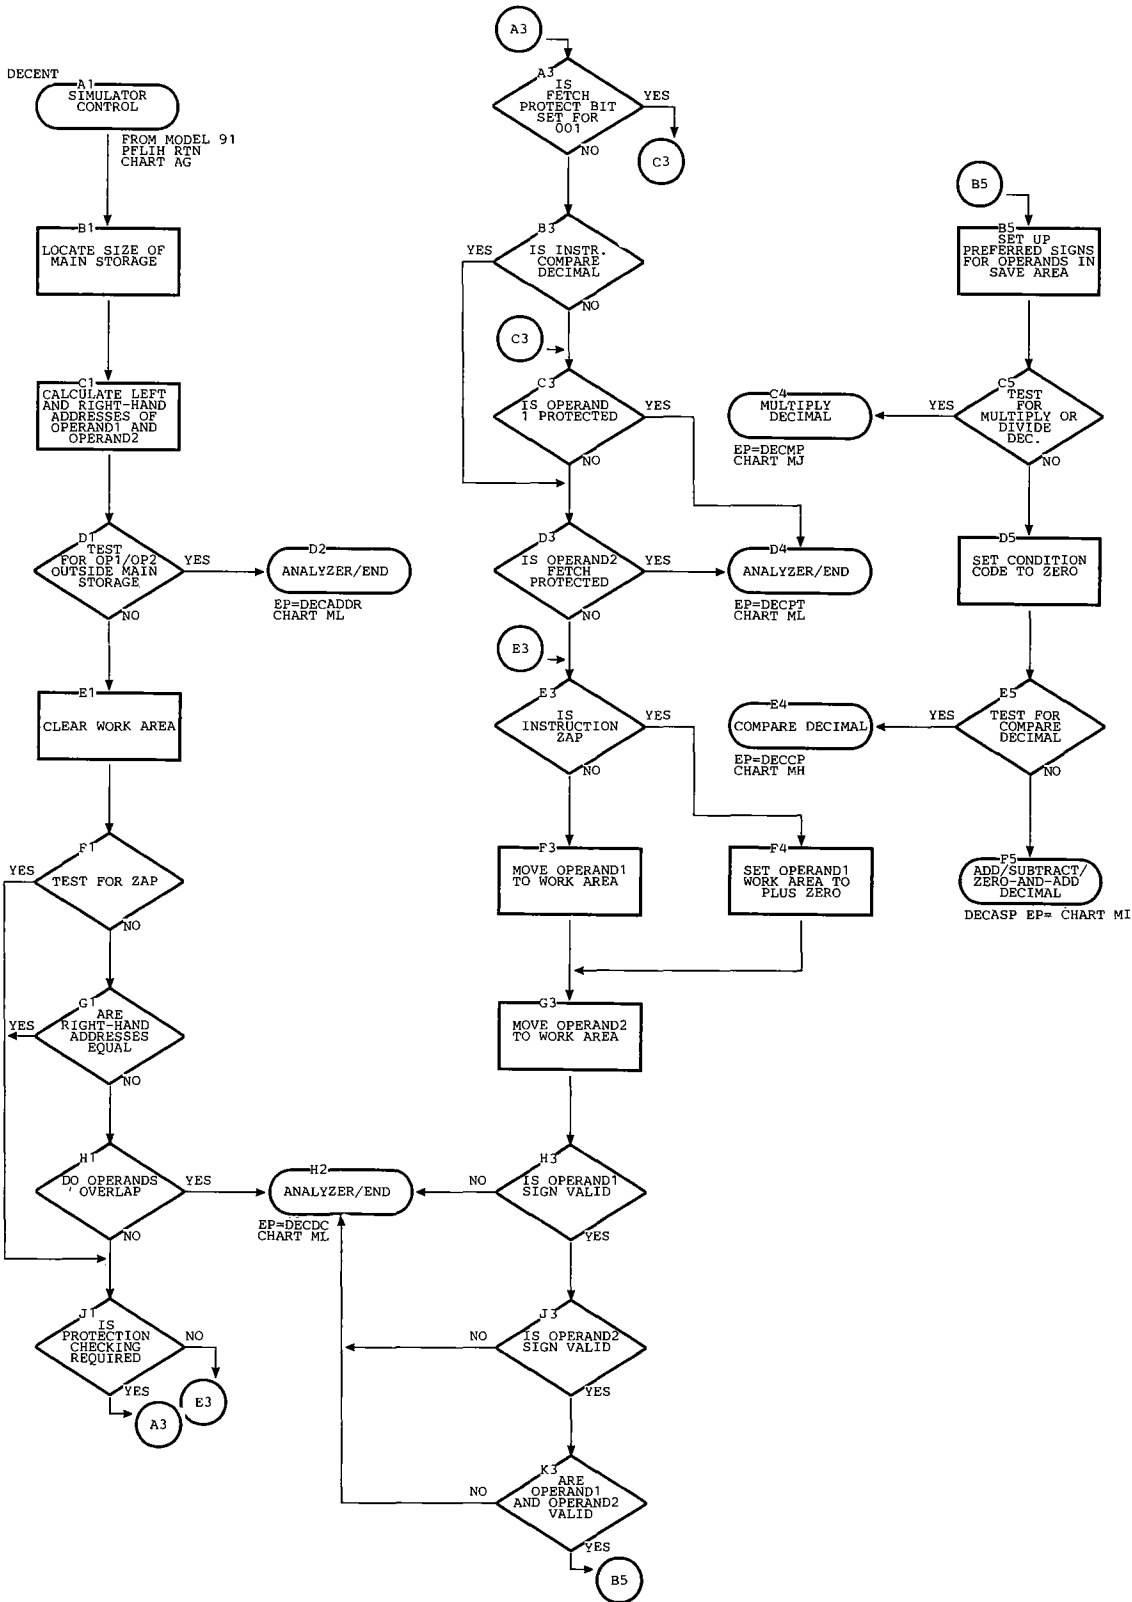 DECENT
A1
SIMULATOR
CONTROL
FROM MODEL 91
PFLIH RTN
CHART AG
B1
LOCATE SIZE OF
MAIN STORAGE
C1
CALCULATE LEFT
AND RIGHT-HAND
ADDRESSES OF
OPERAND1 AND
OPERAND2
D1
TEST
FOR OP1/OP2
OUTSIDE MAIN
STORAGE
YES
NO
D2
ANALYZER/END
EP=DECADDR
CHART ML
E1
CLEAR WORK AREA
F1
TEST FOR ZAP
YES
NO
G1
ARE
RIGHT-HAND
ADDRESSES
EQUAL
YES
NO
H1
DO OPERANDS
OVERLAP
YES
NO
H2
ANALYZER/END
EP=DECDC
CHART ML
J1
IS
PROTECTION
CHECKING
REQUIRED
NO
YES
E3
A3
A3
A3
IS
FETCH
PROTECT BIT
SET FOR
001
YES
NO
C3
B3
IS INSTR.
COMPARE
DECIMAL
YES
NO
C3
C3
IS OPERAND
1 PROTECTED
YES
NO
D3
IS OPERAND2
FETCH
PROTECTED
YES
NO
D4
ANALYZER/END
EP=DECPT
CHART ML
E3
E3
IS
INSTRUCTION
ZAP
YES
NO
F3
MOVE OPERAND1
TO WORK AREA
F4
SET OPERAND1
WORK AREA TO
PLUS ZERO
G3
MOVE OPERAND2
TO WORK AREA
H3
IS OPERAND1
SIGN VALID
NO
YES
J3
IS OPERAND2
SIGN VALID
NO
YES
K3
ARE
OPERAND1
AND OPERAND2
VALID
NO
YES
B5
B5
B5
SET UP
PREFERRED SIGNS
FOR OPERANDS IN
SAVE AREA
C5
TEST
FOR
MULTIPLY OR
DIVIDE
DEC.
YES
NO
C4
MULTIPLY
DECIMAL
EP=DECMP
CHART MJ
D5
SET CONDITION
CODE TO ZERO
E5
TEST FOR
COMPARE
DECIMAL
YES
NO
E4
COMPARE DECIMAL
EP=DECCP
CHART MH
F5
ADD/SUBTRACT/
ZERO-AND-ADD
DECIMAL
DECASP EP= CHART MI